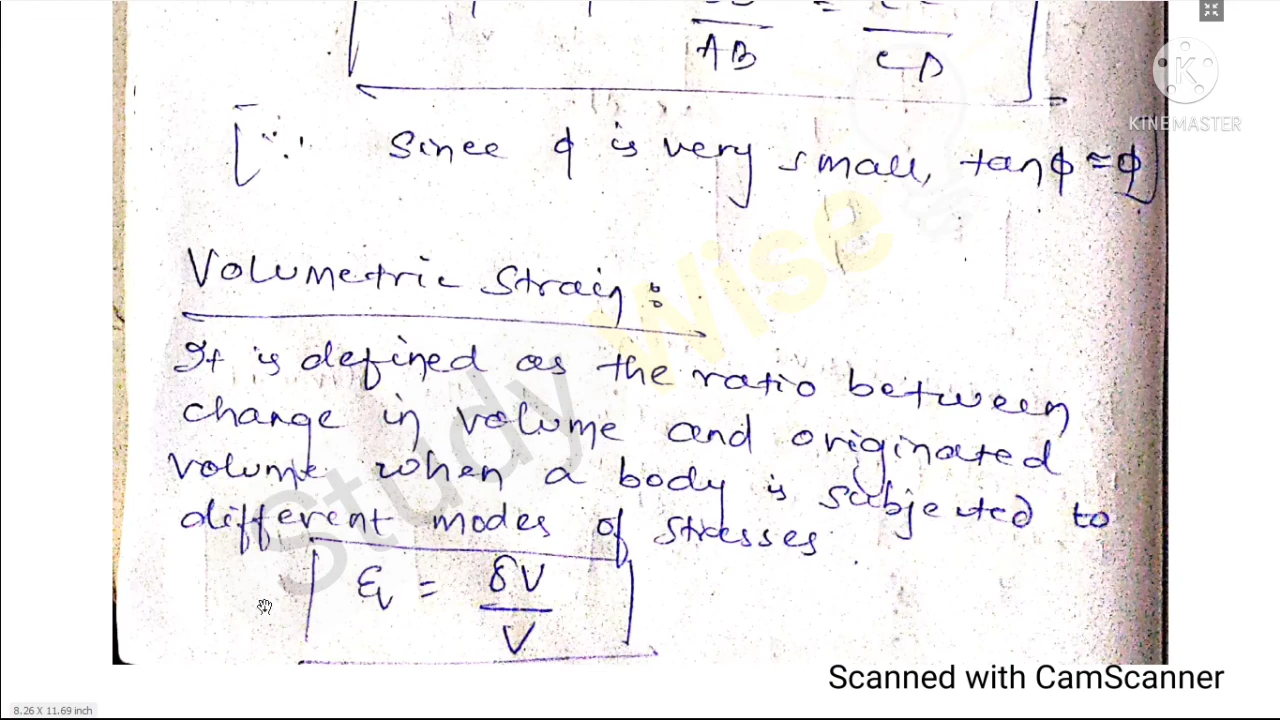 AB = CD
KINEMASTER
[∵ Since ϕ is very small, tanϕ ≈ ϕ]
Volumetric Strain:
It is defined as the ratio between
change in volume and originated
volume when a body is subjected to
different modes of stresses.
εv = δV / V
Study Wise
Scanned with CamScanner
8.26 X 11.69 inch